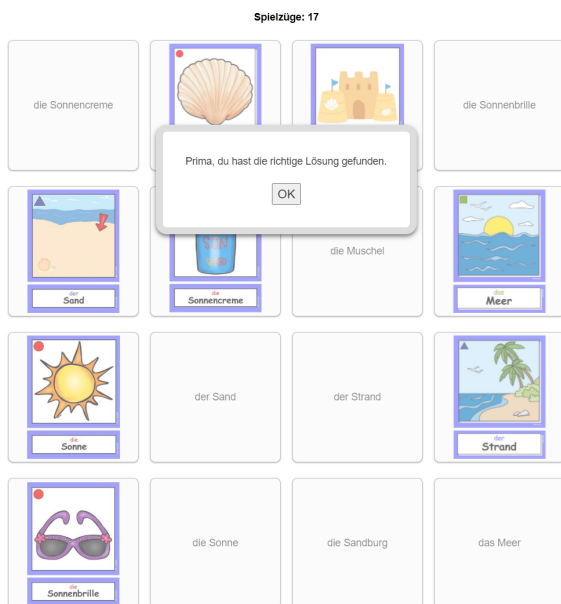 Spielzüge: 17
die Sonnencreme
die Sonnenbrille
Prima, du hast die richtige Lösung gefunden.
OK
der
Sand
SUN
30
die
Sonnencreme
die Muschel
das
Meer
die
Sonne
der Sand
der Strand
der
Strand
die
Sonnenbrille
die Sonne
die Sandburg
das Meer